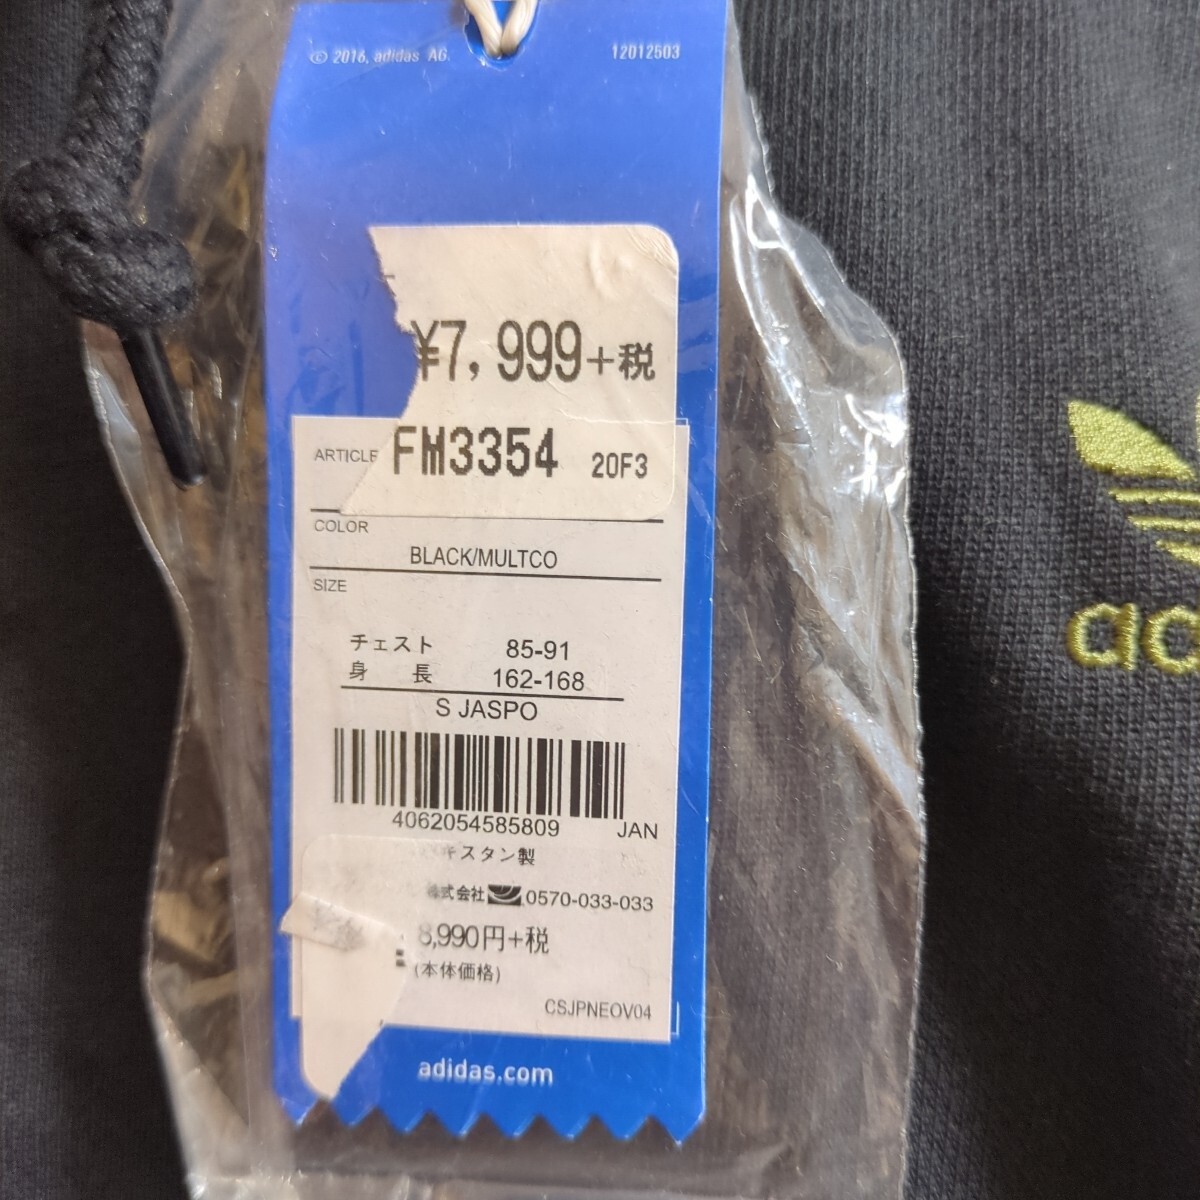 © 2016, adidas AG.
12012503
¥7,999+税
ARTICLE FM3354 20F3
COLOR
BLACK/MULTCO
SIZE
チェスト 85-91
身 長 162-168
S JASPO
4062054585809 JAN
キスタン製
株式会社 0570-033-033
8,990円+税
(本体価格)
CSJPNEOV04
adidas.com